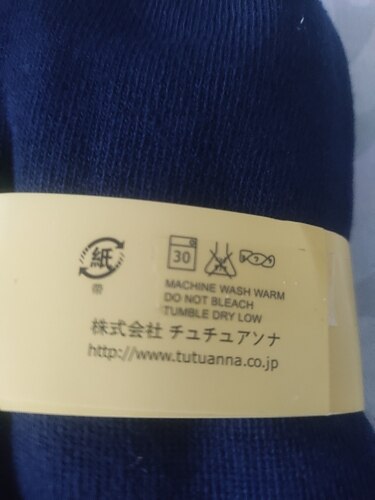 紙
帯
30
MACHINE WASH WARM
DO NOT BLEACH
TUMBLE DRY LOW
株式会社 チュチュアンナ
http://www.tutuanna.co.jp